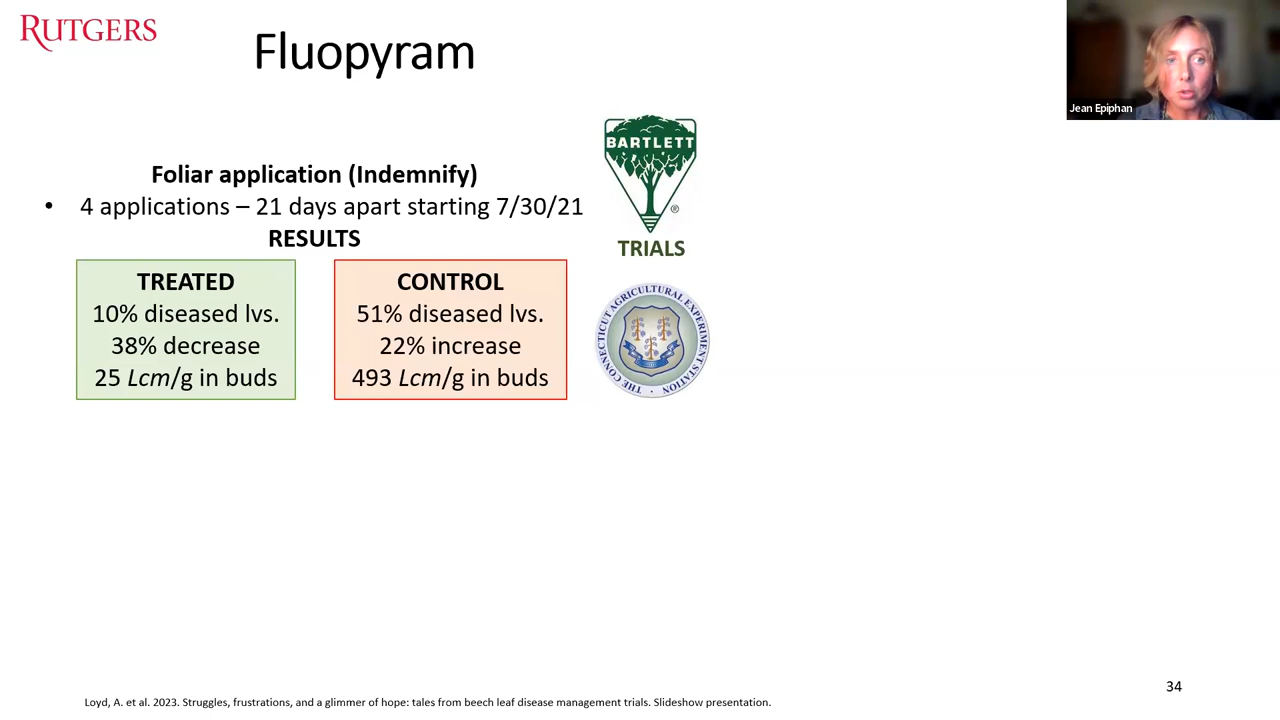 RUTGERS
Fluopyram
Jean Epiphan
Foliar application (Indemnify)
• 4 applications – 21 days apart starting 7/30/21
RESULTS
TREATED
10% diseased lvs.
38% decrease
25 Lcm/g in buds
CONTROL
51% diseased lvs.
22% increase
493 Lcm/g in buds
BARTLETT
®
TRIALS
THE CONNECTICUT AGRICULTURAL EXPERIMENT STATION
34
Loyd, A. et al. 2023. Struggles, frustrations, and a glimmer of hope: tales from beech leaf disease management trials. Slideshow presentation.